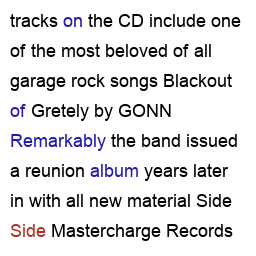 tracks on the CD include one
of the most beloved of all
garage rock songs Blackout
of Gretely by GONN
Remarkably the band issued
a reunion album years later
in with all new material Side
Side Mastercharge Records